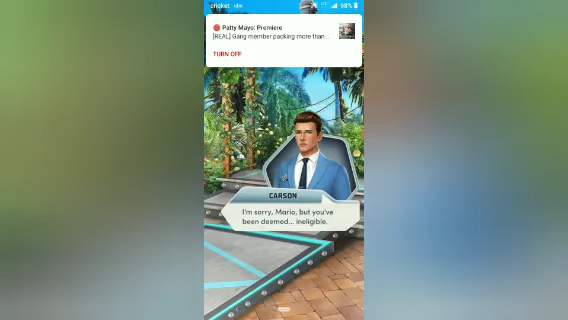 cricket
98%
Patty Mayo: Premiere
[REAL] Gang member packing more than...
TURN OFF
CARSON
I'm sorry, Mario, but you've
been deemed... ineligible.